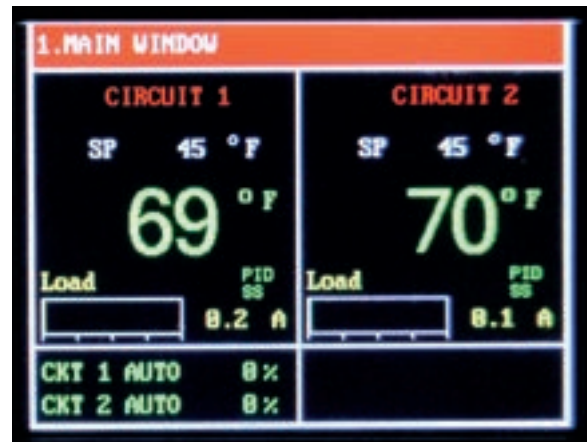 1.MAIN WINDOW
CIRCUIT 1
SP 45 °F
69 °F
Load PID
SS
0.2 A
CIRCUIT 2
SP 45 °F
70 °F
Load PID
SS
0.1 A
CKT 1 AUTO 0%
CKT 2 AUTO 0%